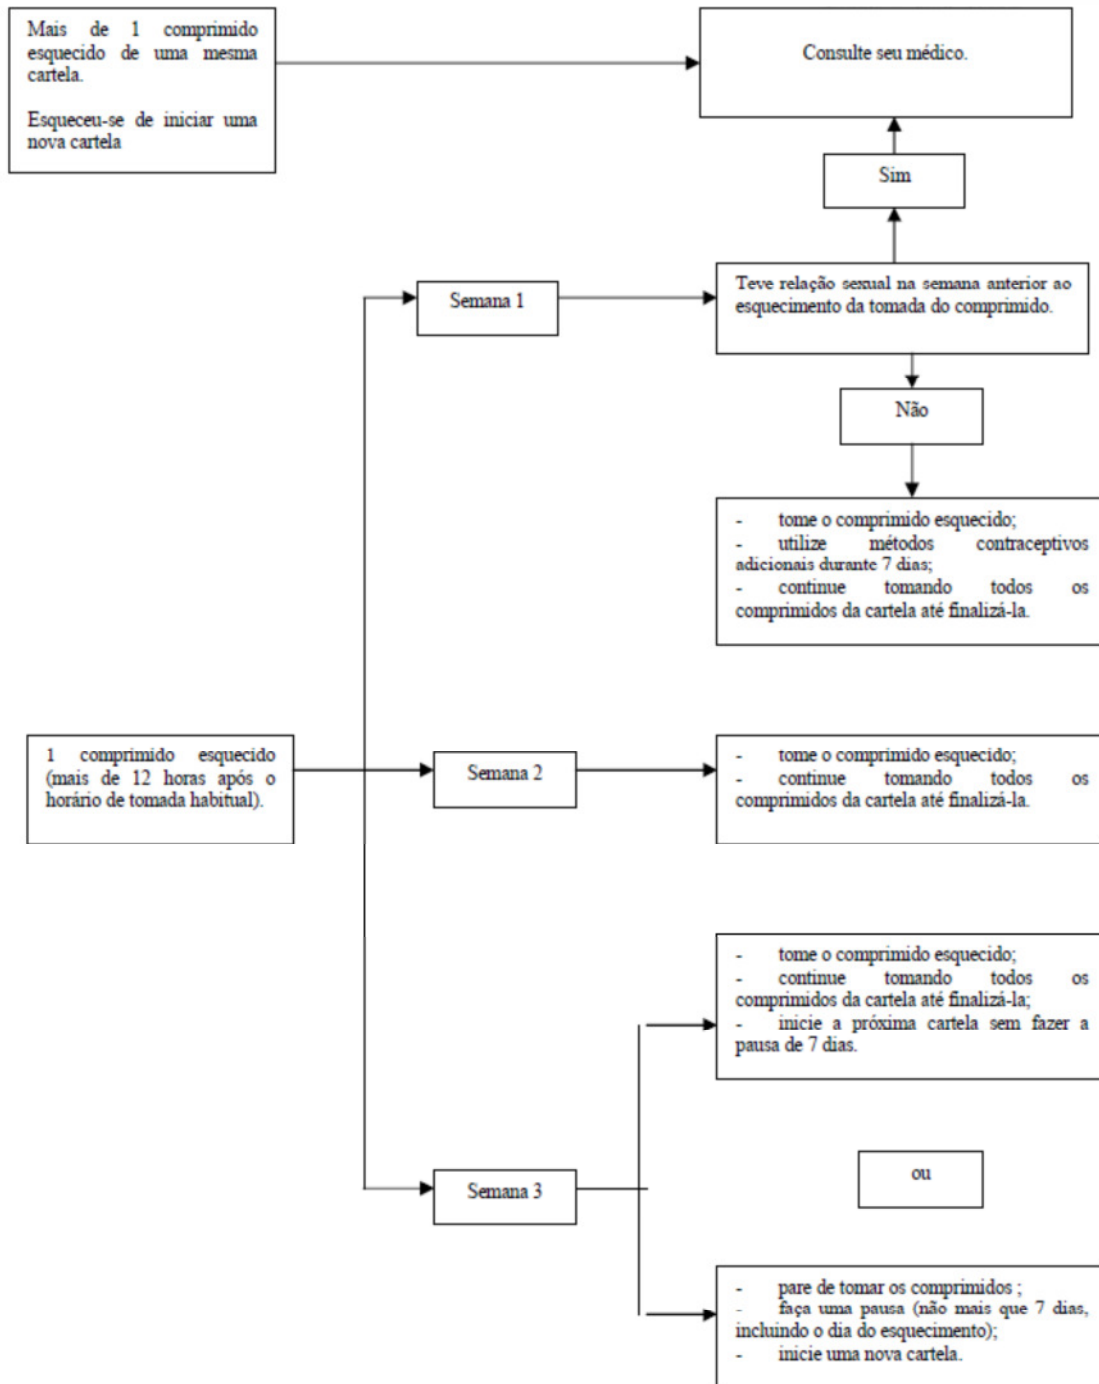 Mais de 1 comprimido
esquecido de uma mesma
cartela.
Esqueceu-se de iniciar uma
nova cartela
Consulte seu médico.
Sim
Semana 1
Teve relação sexual na semana anterior ao
esquecimento da tomada do comprimido.
Não
- tome o comprimido esquecido;
- utilize métodos contraceptivos
adicionais durante 7 dias;
- continue tomando todos os
comprimidos da cartela até finalizá-la.
1 comprimido esquecido
(mais de 12 horas após o
horário de tomada habitual).
Semana 2
- tome o comprimido esquecido;
- continue tomando todos os
comprimidos da cartela até finalizá-la.
- tome o comprimido esquecido;
- continue tomando todos os
comprimidos da cartela até finalizá-la;
- inicie a próxima cartela sem fazer a
pausa de 7 dias.
Semana 3
ou
- pare de tomar os comprimidos ;
- faça uma pausa (não mais que 7 dias,
incluindo o dia do esquecimento);
- inicie uma nova cartela.